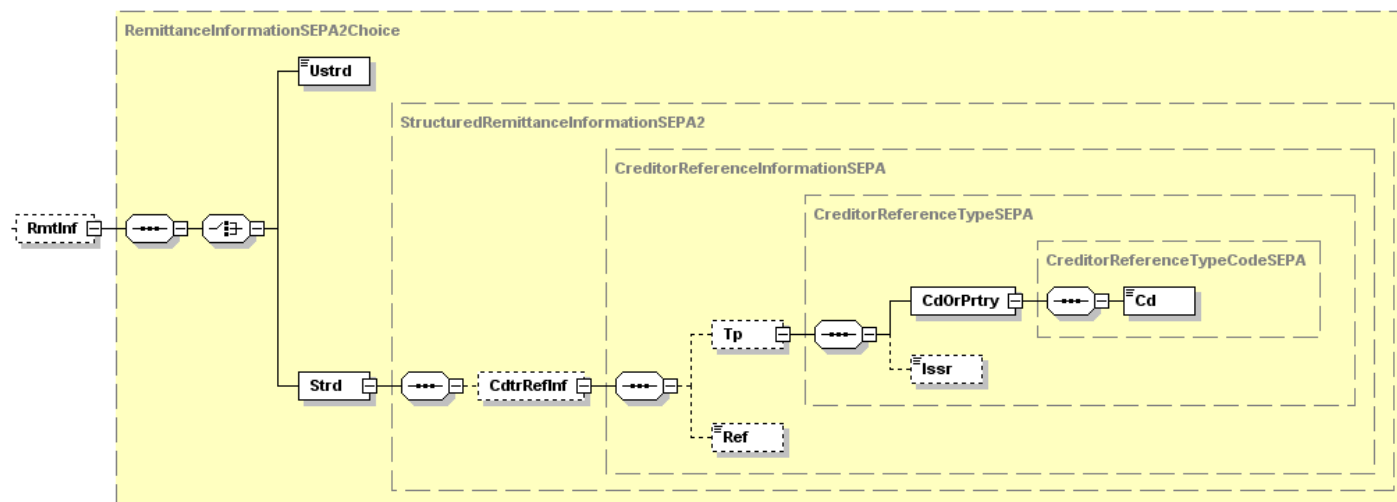 RemittanceInformationSEPA2Choice
Ustrd
StructuredRemittanceInformationSEPA2
CreditorReferenceInformationSEPA
CreditorReferenceTypeSEPA
RmtInf
CreditorReferenceTypeCodeSEPA
CdOrPrtry
Cd
Tp
Issr
Strd
CdtrRefInf
Ref